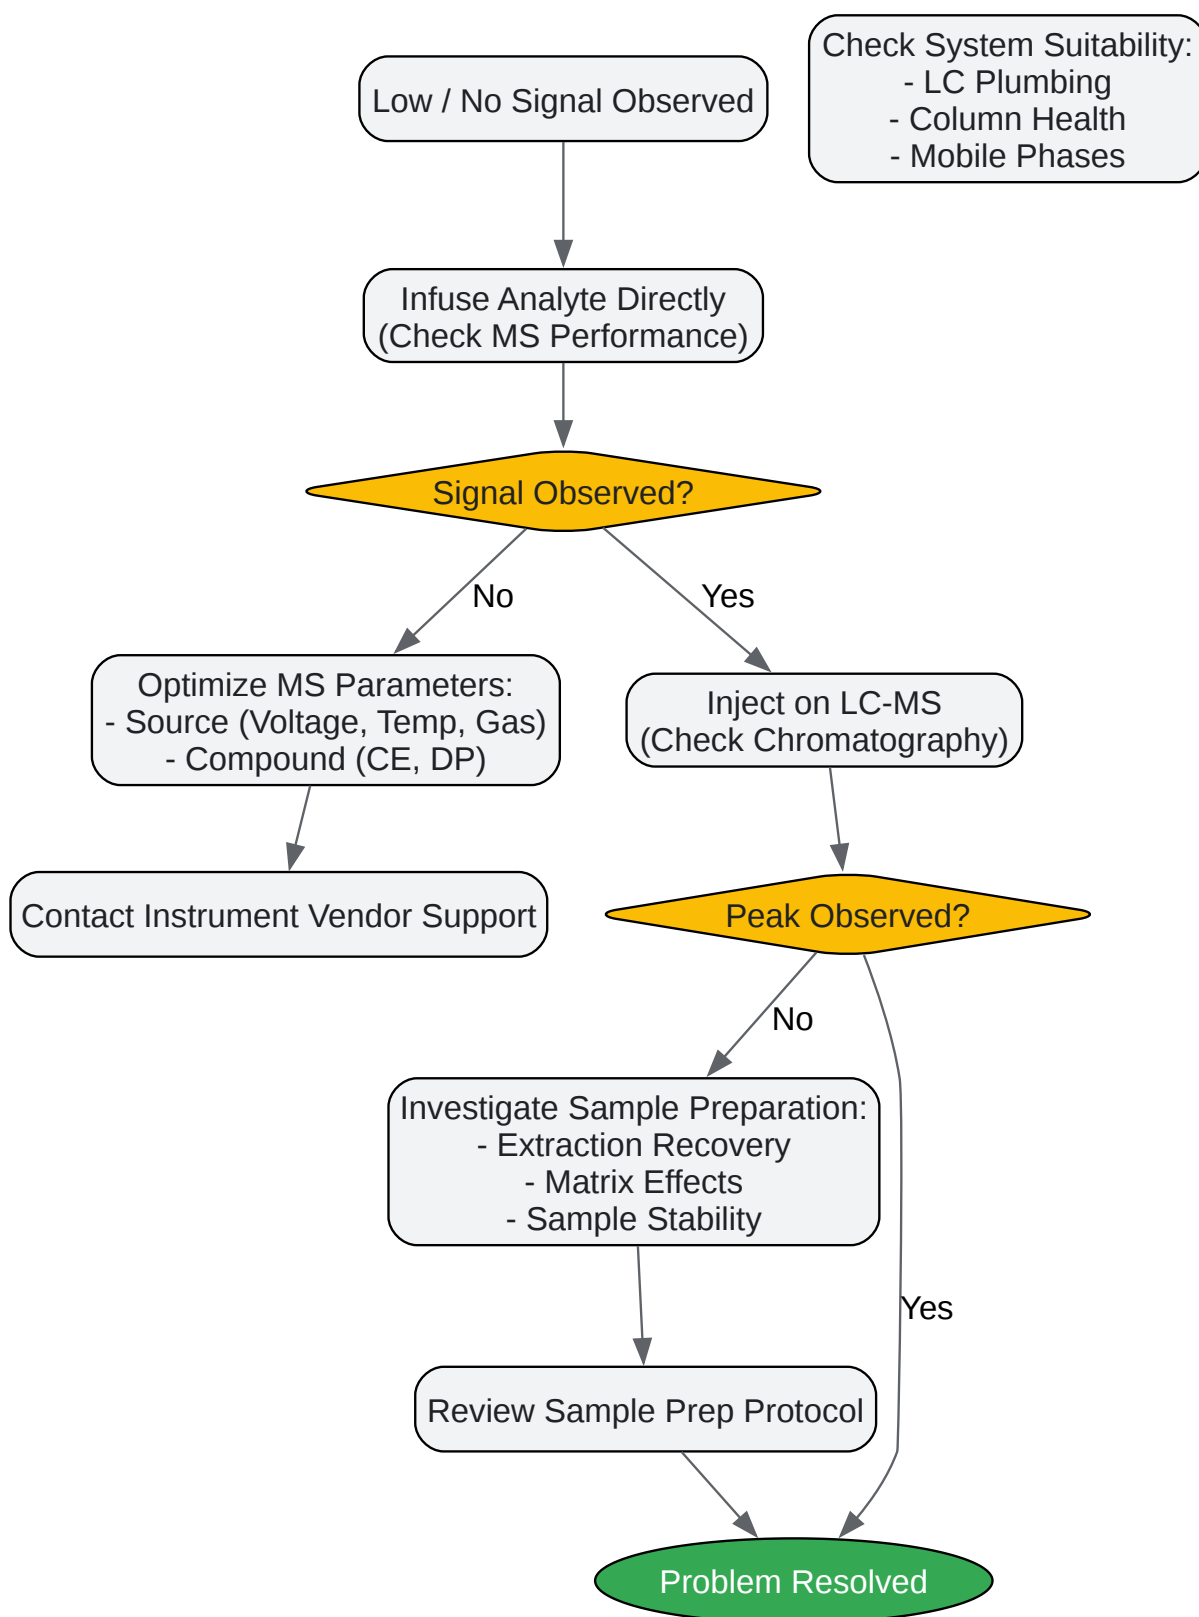 Low / No Signal Observed
Check System Suitability:
- LC Plumbing
- Column Health
- Mobile Phases
Infuse Analyte Directly
(Check MS Performance)
Signal Observed?
No
Yes
Optimize MS Parameters:
- Source (Voltage, Temp, Gas)
- Compound (CE, DP)
Inject on LC-MS
(Check Chromatography)
Contact Instrument Vendor Support
Peak Observed?
No
Investigate Sample Preparation:
- Extraction Recovery
- Matrix Effects
- Sample Stability
Yes
Review Sample Prep Protocol
Problem Resolved